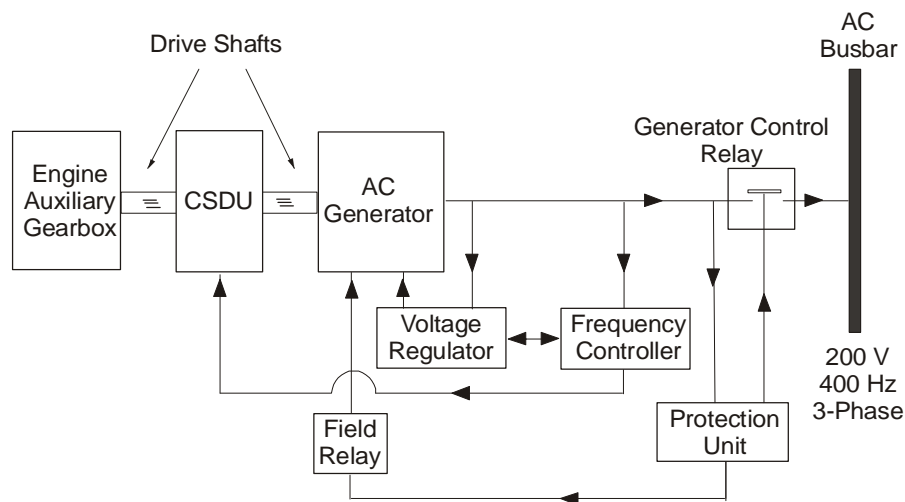 Drive Shafts
AC
Busbar
Generator Control
Relay
Engine
Auxiliary
Gearbox
CSDU
AC
Generator
Voltage
Regulator
Frequency
Controller
200 V
400 Hz
3-Phase
Field
Relay
Protection
Unit